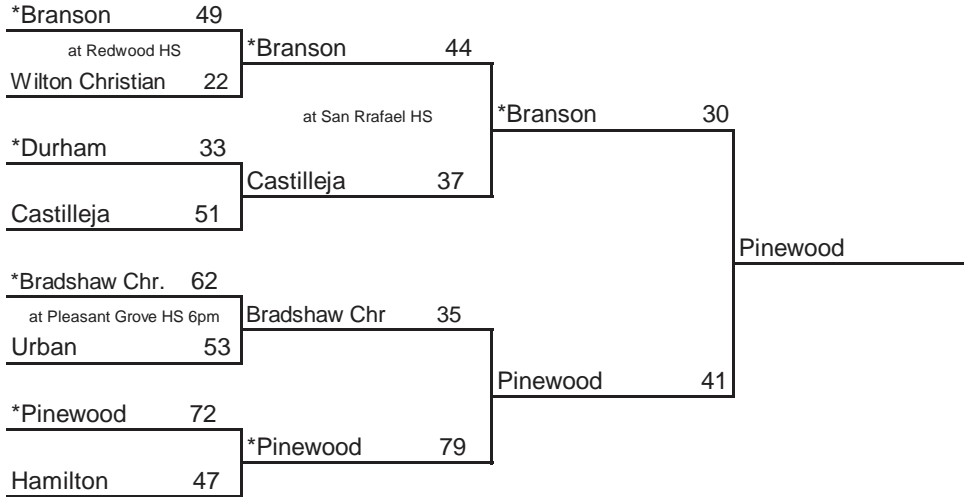 *Branson 49
at Redwood HS
*Branson 44
Wilton Christian 22
at San Rrafael HS
*Branson 30
*Durham 33
Castilleja 37
Castilleja 51
Pinewood
*Bradshaw Chr. 62
at Pleasant Grove HS 6pm
Bradshaw Chr 35
Urban 53
Pinewood 41
*Pinewood 72
*Pinewood 79
Hamilton 47